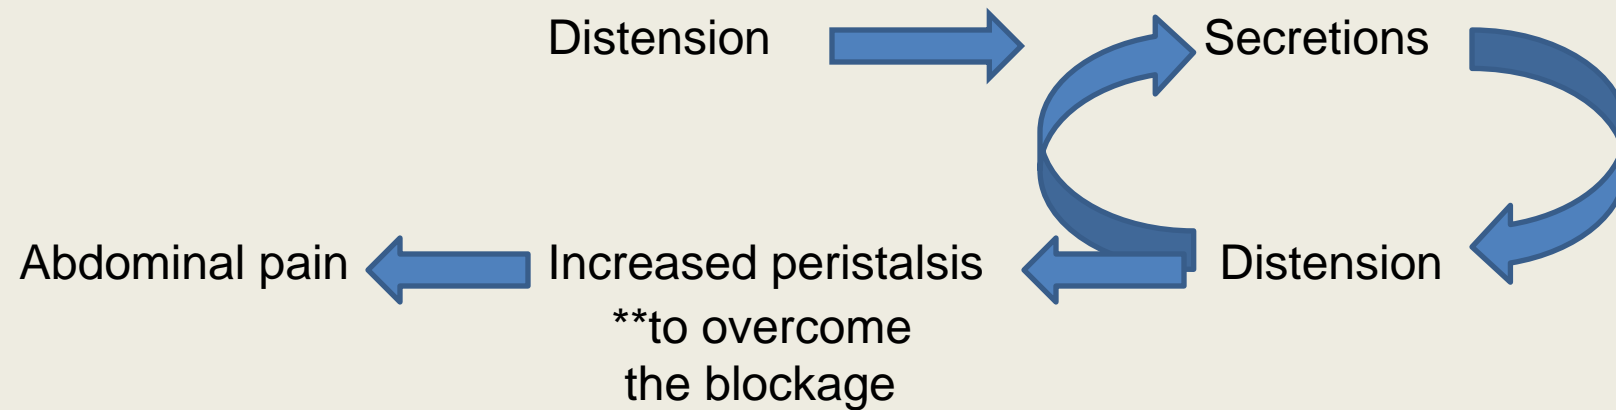 Distension Secretions
Abdominal pain Increased peristalsis Distension
**to overcome
the blockage